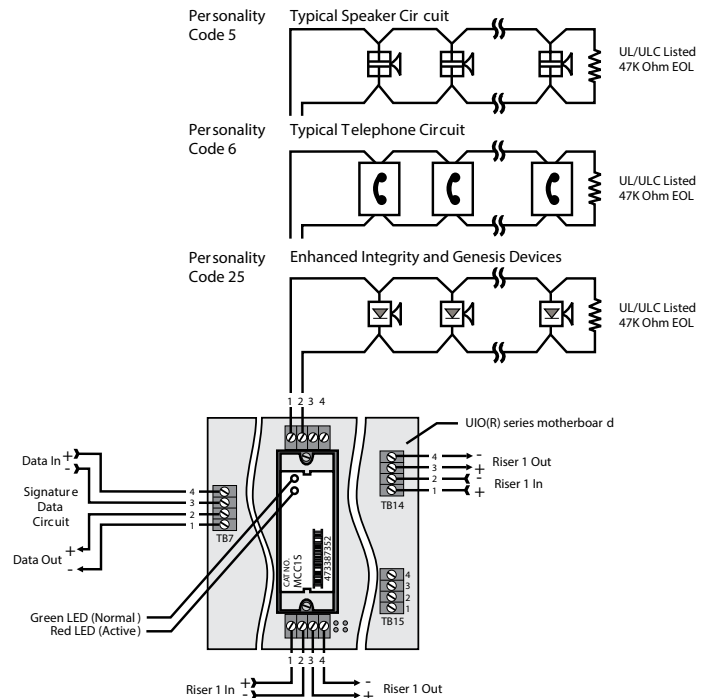 Personality Code 5
Typical Speaker Cir cuit
UL/ULC Listed
47K Ohm EOL
Personality Code 6
Typical Telephone Circuit
UL/ULC Listed
47K Ohm EOL
Personality Code 25
Enhanced Integrity and Genesis Devices
UL/ULC Listed
47K Ohm EOL
1 2 3 4
UIO(R) series motherboar d
Data In + -
Signature
Data
Circuit
Data Out + -
4
3
2
1
TB7
4 - Riser 1 Out
3 +
2 - Riser 1 In
1 +
TB14
4
3
2
1
TB15
CAT NO.
MCC1S
473387352
Green LED (Normal)
Red LED (Active)
1 2 3 4
Riser 1 In + -
- + Riser 1 Out